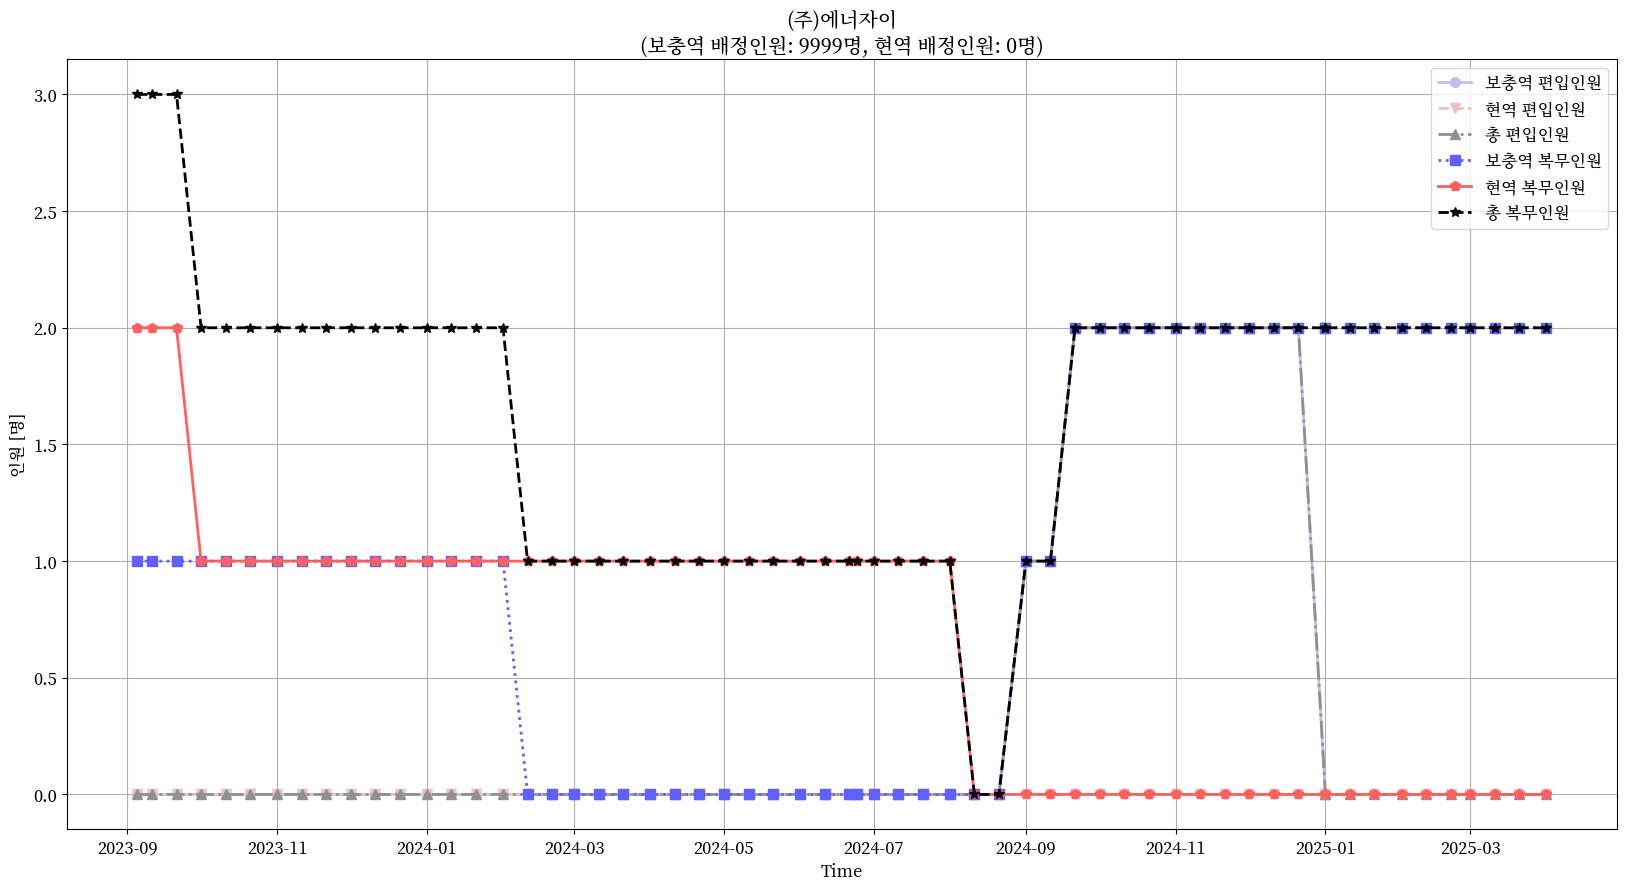 (주)에너자이
(보충역 배정인원: 9999명, 현역 배정인원: 0명)
보충역 편입인원
현역 편입인원
총 편입인원
보충역 복무인원
현역 복무인원
총 복무인원
인원 [명]
3.0
2.5
2.0
1.5
1.0
0.5
0.0
2023-09 2023-11 2024-01 2024-03 2024-05 2024-07 2024-09 2024-11 2025-01 2025-03
Time